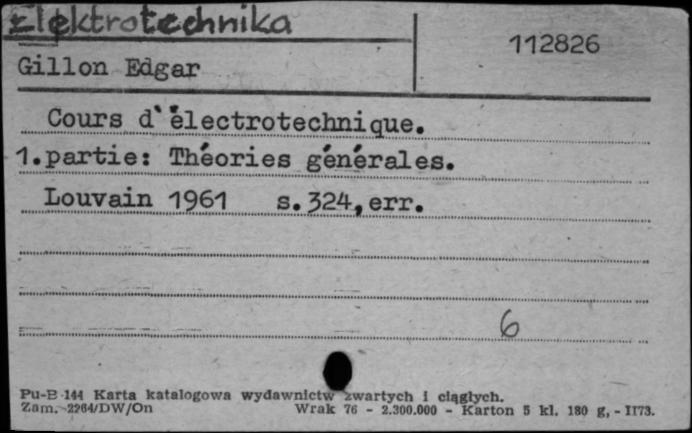 Elektrotechnika
112826
Gillon Edgar
Cours d'électrotechnique.
1.partie: Théories générales.
Louvain 1961 s.324,err.
6
Pu-B 144 Karta katalogowa wydawnictw zwartych i ciągłych.
Zam. 2264/DW/On Wrak 76 - 2.300.000 - Karton 5 kl. 180 g, - II73.